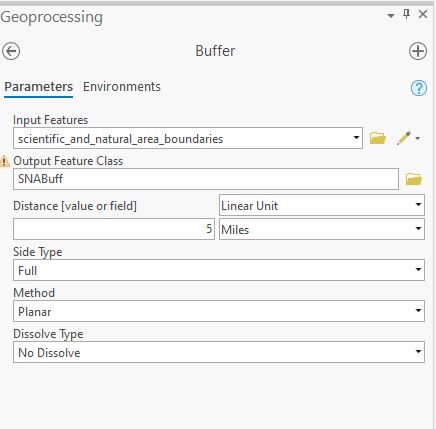 Geoprocessing
Buffer
Parameters Environments
Input Features
scientific_and_natural_area_boundaries
Output Feature Class
SNABuff
Distance [value or field] Linear Unit
5 Miles
Side Type
Full
Method
Planar
Dissolve Type
No Dissolve